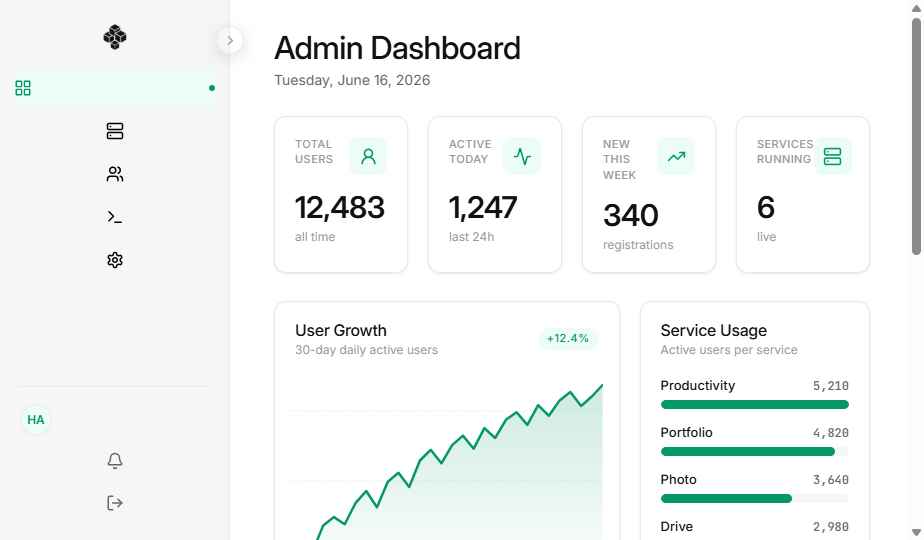 Admin Dashboard
Tuesday, June 16, 2026
TOTAL
USERS
12,483
all time
ACTIVE
TODAY
1,247
last 24h
NEW
THIS
WEEK
340
registrations
SERVICES
RUNNING
6
live
User Growth
30-day daily active users
+12.4%
Service Usage
Active users per service
Productivity 5,210
Portfolio 4,820
Photo 3,640
Drive 2,980
HA